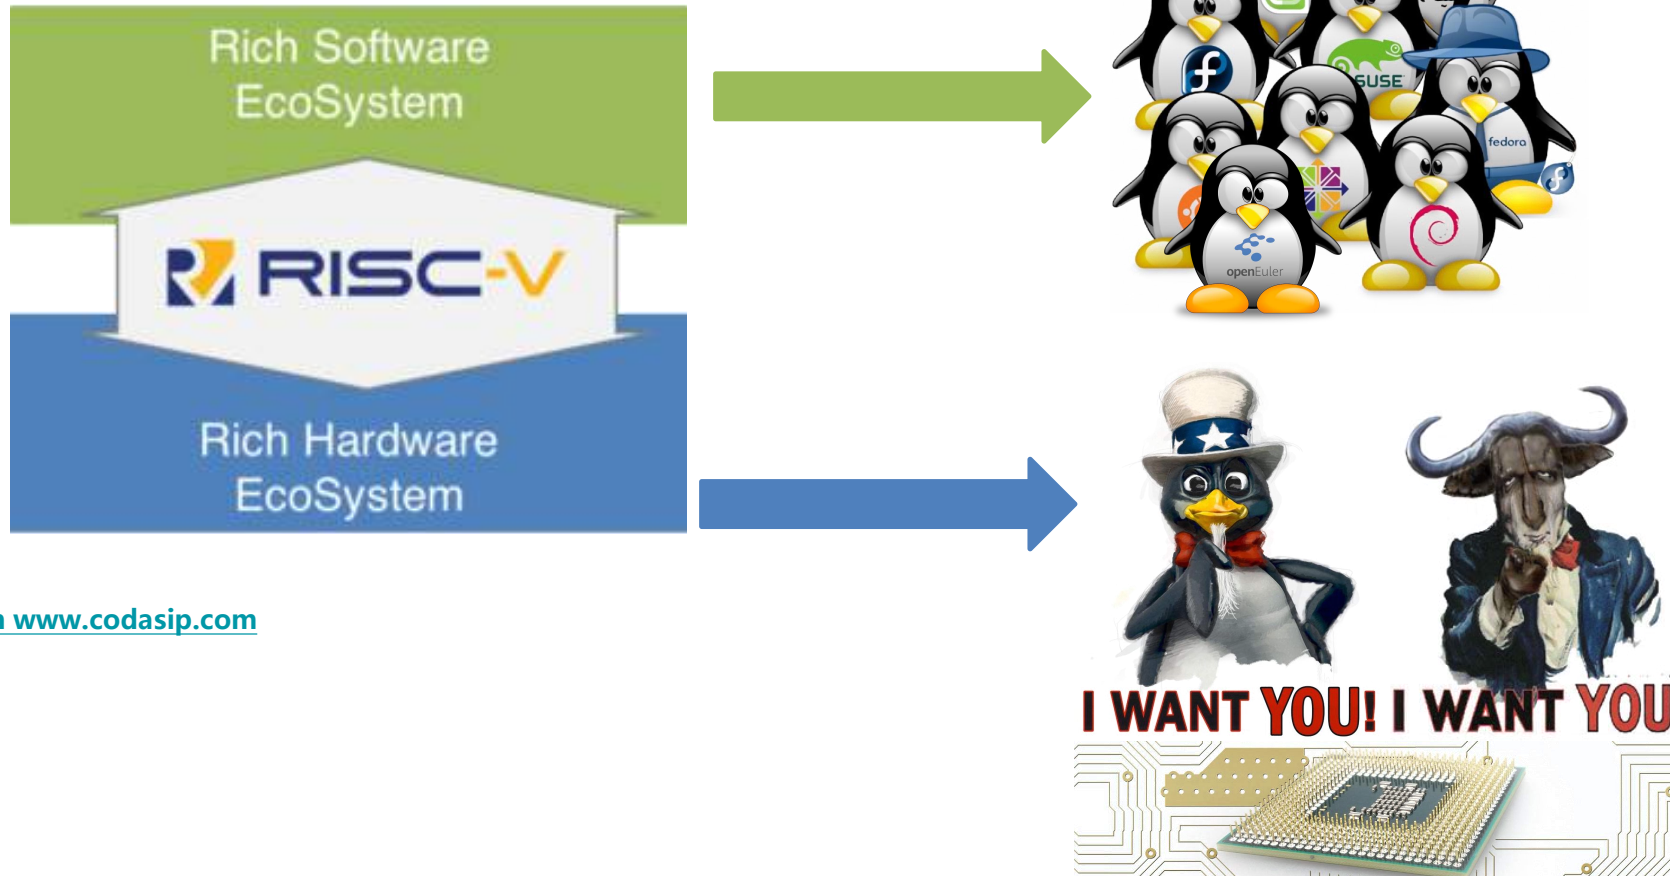 Rich Software
EcoSystem
RISC-V
Rich Hardware
EcoSystem
www.codasip.com
SUSE
fedora
openEuler
I WANT YOU! I WANT YOU